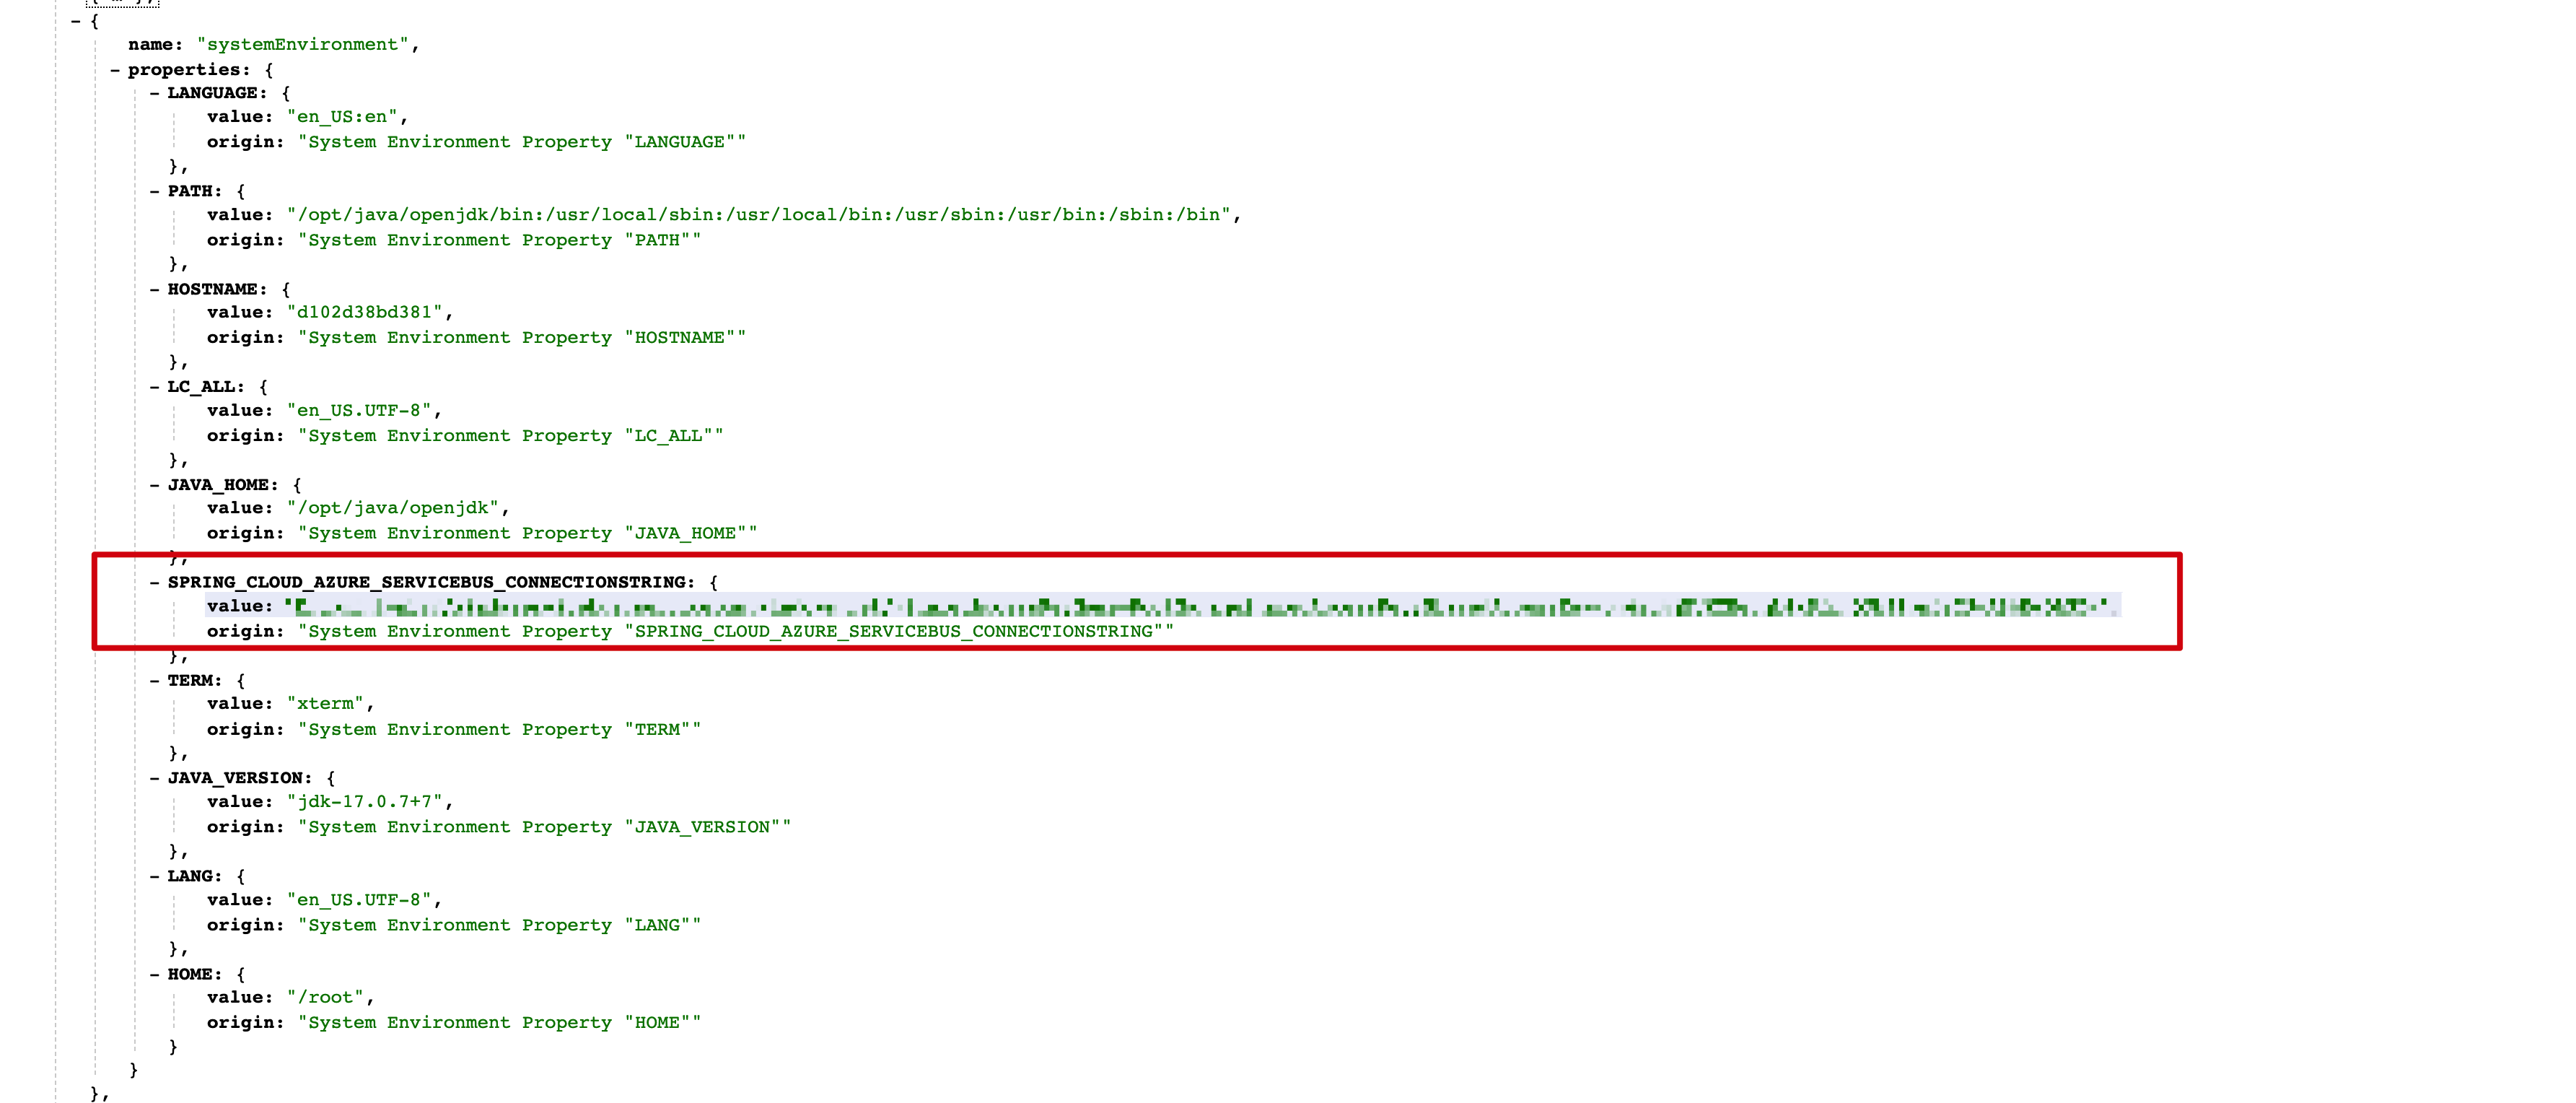 − {
name: "systemEnvironment",
− properties: {
− LANGUAGE: {
value: "en_US:en",
origin: "System Environment Property "LANGUAGE""
},
− PATH: {
value: "/opt/java/openjdk/bin:/usr/local/sbin:/usr/local/bin:/usr/sbin:/usr/bin:/sbin:/bin",
origin: "System Environment Property "PATH""
},
− HOSTNAME: {
value: "d102d38bd381",
origin: "System Environment Property "HOSTNAME""
},
− LC_ALL: {
value: "en_US.UTF-8",
origin: "System Environment Property "LC_ALL""
},
− JAVA_HOME: {
value: "/opt/java/openjdk",
origin: "System Environment Property "JAVA_HOME""
},
− SPRING_CLOUD_AZURE_SERVICEBUS_CONNECTIONSTRING: {
value:
origin: "System Environment Property "SPRING_CLOUD_AZURE_SERVICEBUS_CONNECTIONSTRING""
},
− TERM: {
value: "xterm",
origin: "System Environment Property "TERM""
},
− JAVA_VERSION: {
value: "jdk-17.0.7+7",
origin: "System Environment Property "JAVA_VERSION""
},
− LANG: {
value: "en_US.UTF-8",
origin: "System Environment Property "LANG""
},
− HOME: {
value: "/root",
origin: "System Environment Property "HOME""
}
}
},